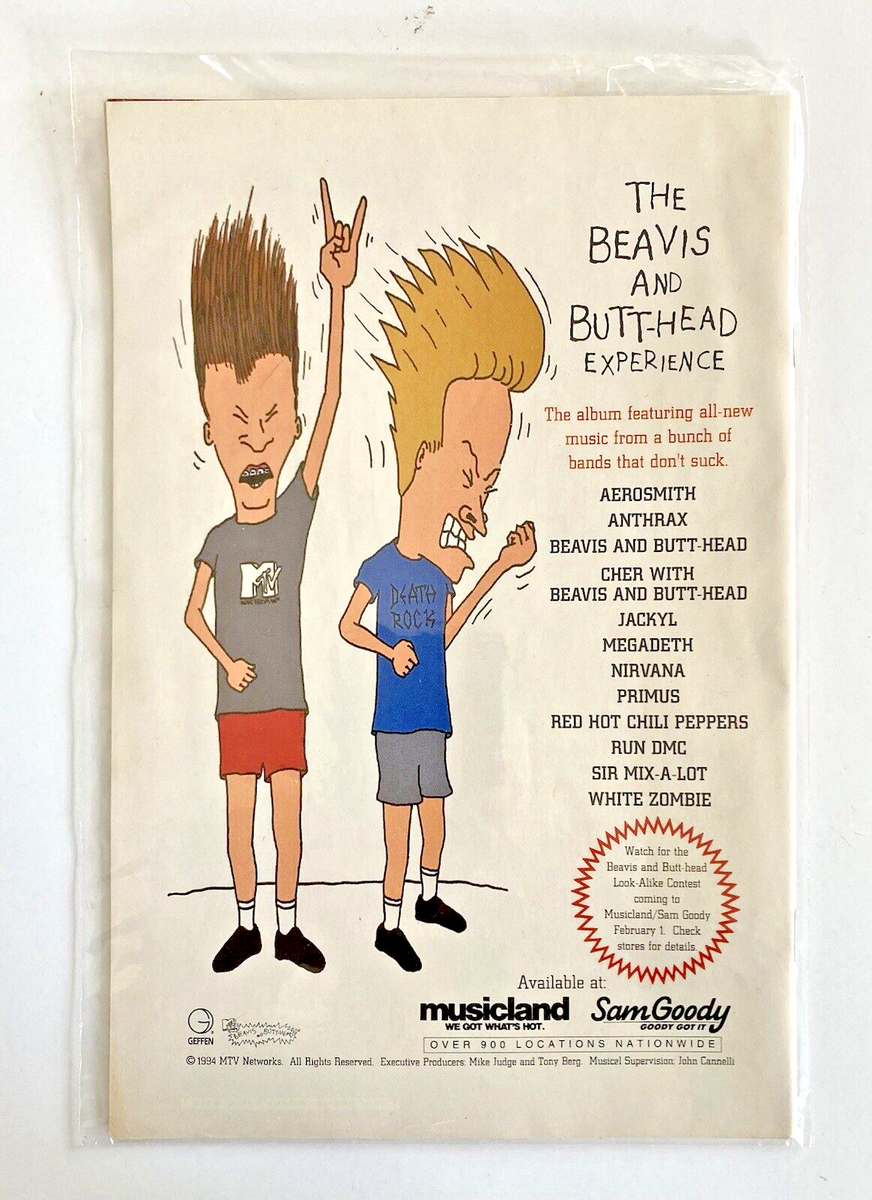 THE
BEAVIS
AND
BUTT-HEAD
EXPERIENCE
The album featuring all-new
music from a bunch of
bands that don't suck.
AEROSMITH
ANTHRAX
BEAVIS AND BUTT-HEAD
CHER WITH
BEAVIS AND BUTT-HEAD
JACKYL
MEGADETH
NIRVANA
PRIMUS
RED HOT CHILI PEPPERS
RUN DMC
SIR MIX-A-LOT
WHITE ZOMBIE
MTV
DEATH
ROCK
Watch for the
Beavis and Butt-head
Look-Alike Contest
coming to
Musicland/Sam Goody
February 1. Check
stores for details.
Available at:
musicland
WE GOT WHAT'S HOT.
Sam Goody
GOODY GOT IT
OVER 900 LOCATIONS NATIONWIDE
GEFFEN
MTV
BEAVIS AND BUTT-HEAD
© 1994 MTV Networks. All Rights Reserved. Executive Producers: Mike Judge and Tony Berg. Musical Supervision: John Cannelli